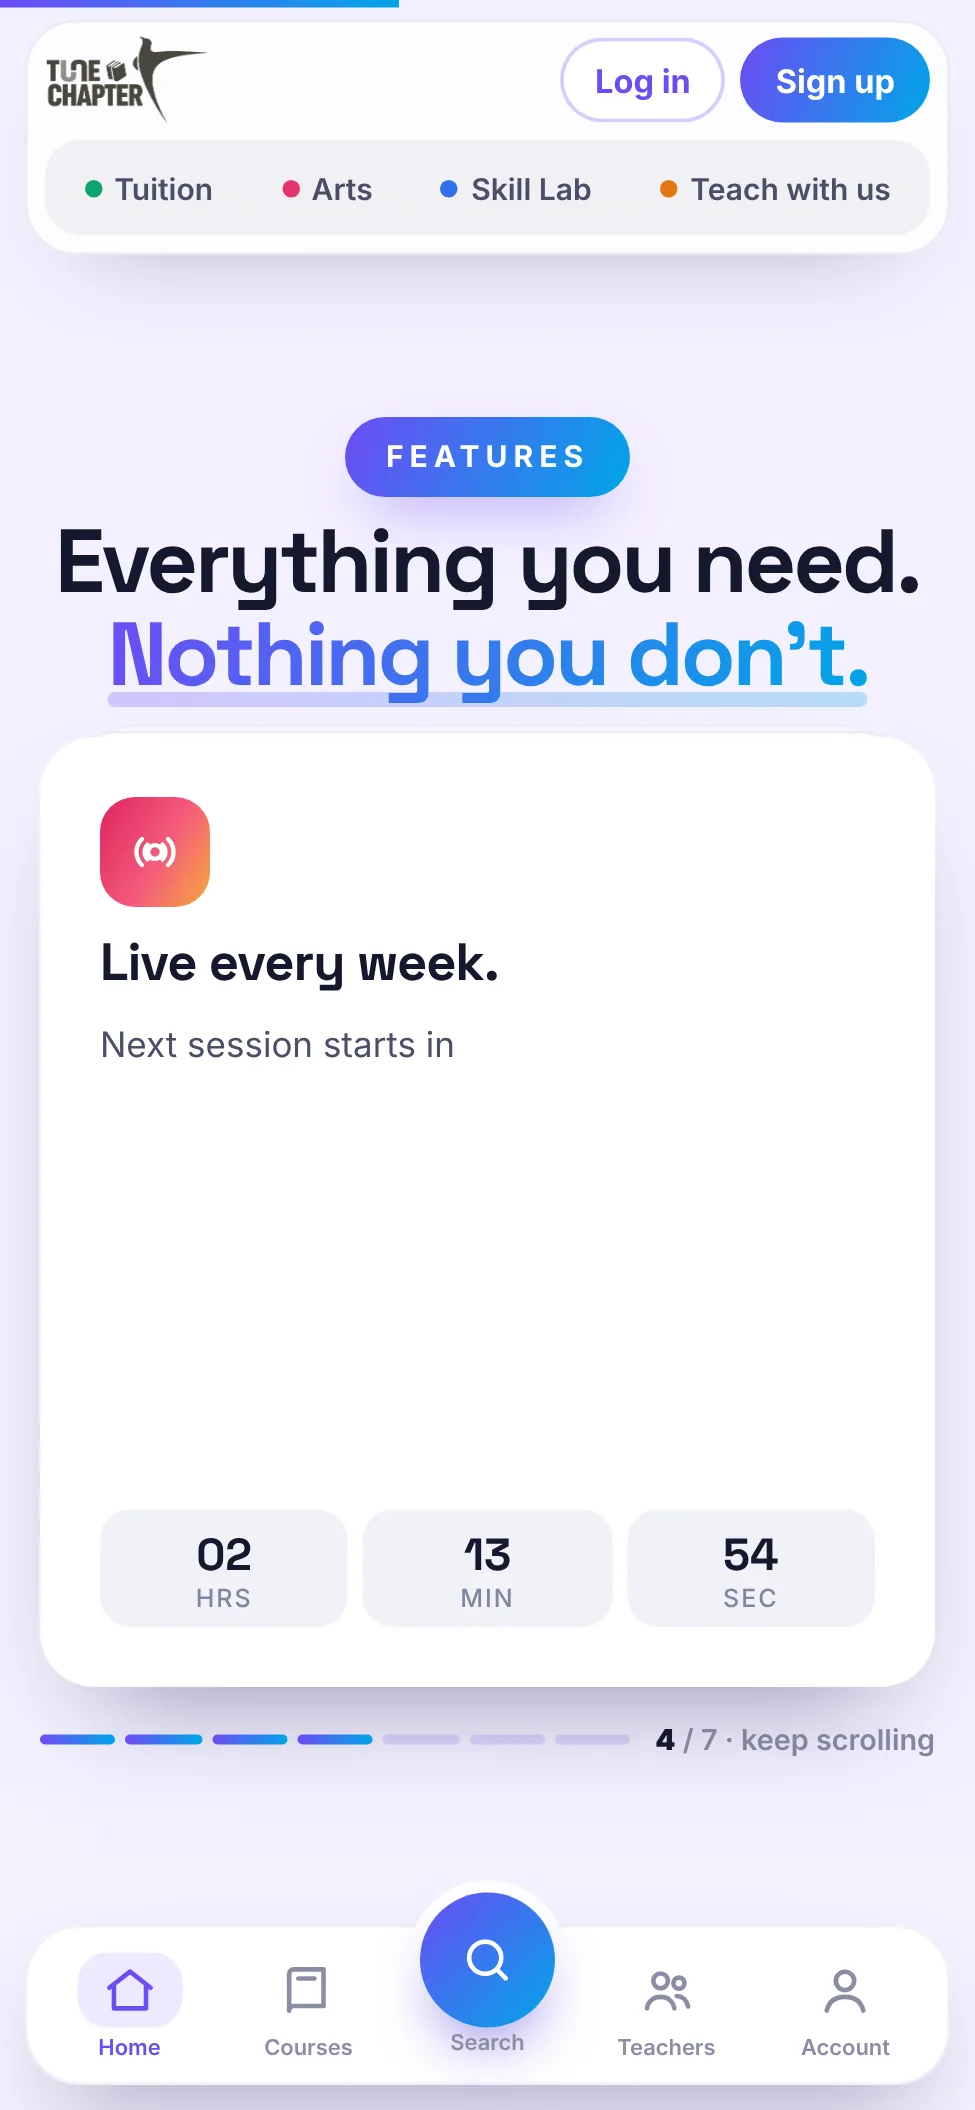 TUNE
CHAPTER
Log in
Sign up
Tuition
Arts
Skill Lab
Teach with us
FEATURES
Everything you need.
Nothing you don’t.
Live every week.
Next session starts in
02
HRS
13
MIN
54
SEC
4 / 7 · keep scrolling
Home
Courses
Search
Teachers
Account